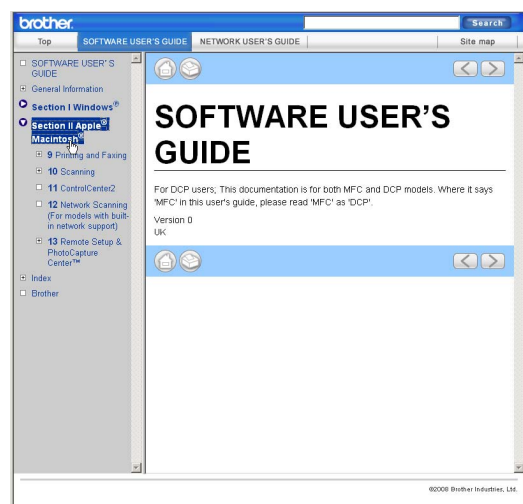 brother.
Search
Top
SOFTWARE USER'S GUIDE
NETWORK USER'S GUIDE
Site map
SOFTWARE USER'S
GUIDE
General Information
Section I Windows®
Section II Apple®
Macintosh®
9 Printing and Faxing
10 Scanning
11 ControlCenter2
12 Network Scanning
(For models with built-
in network support)
13 Remote Setup &
PhotoCapture
Center™
Index
Brother
SOFTWARE USER'S
GUIDE
For DCP users; This documentation is for both MFC and DCP models. Where it says
'MFC' in this user's guide, please read 'MFC' as 'DCP'.
Version 0
UK
©2008 Brother Industries, Ltd.